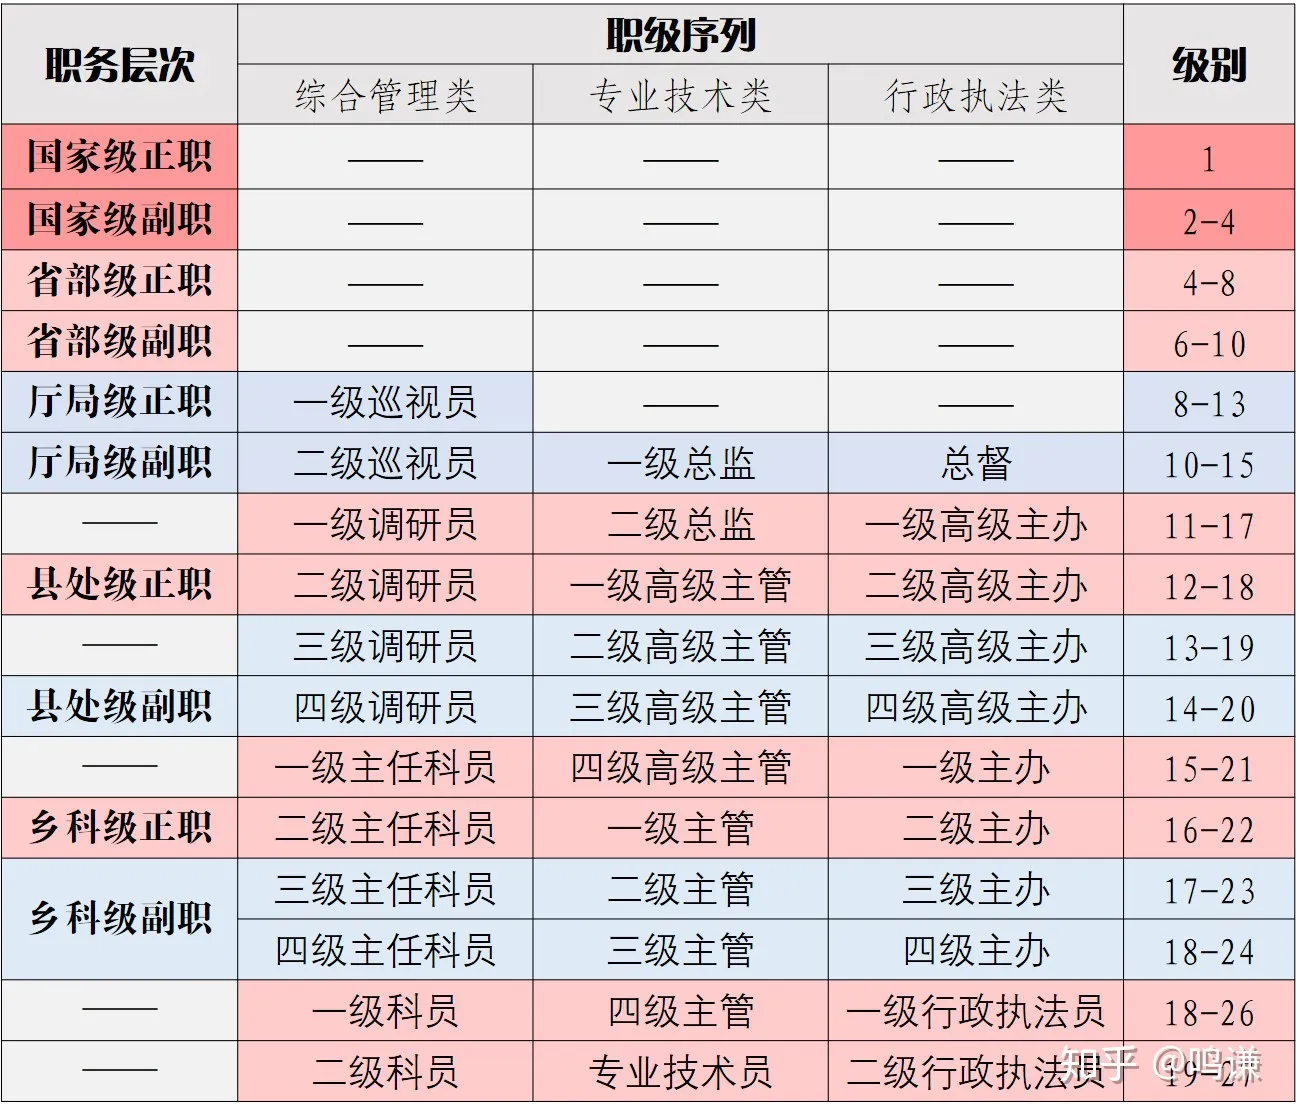 职务层次 职级序列 级别
综合管理类 专业技术类 行政执法类
国家级正职 —— —— —— 1
国家级副职 —— —— —— 2-4
省部级正职 —— —— —— 4-8
省部级副职 —— —— —— 6-10
厅局级正职 一级巡视员 —— —— 8-13
厅局级副职 二级巡视员 一级总监 总督 10-15
—— 一级调研员 二级总监 一级高级主办 11-17
县处级正职 二级调研员 一级高级主管 二级高级主办 12-18
—— 三级调研员 二级高级主管 三级高级主办 13-19
县处级副职 四级调研员 三级高级主管 四级高级主办 14-20
—— 一级主任科员 四级高级主管 一级主办 15-21
乡科级正职 二级主任科员 一级主管 二级主办 16-22
乡科级副职 三级主任科员 二级主管 三级主办 17-23
四级主任科员 三级主管 四级主办 18-24
—— 一级科员 四级主管 一级行政执法员 18-26
—— 二级科员 专业技术员 二级行政执法员 19-27
知乎 @鸣谦